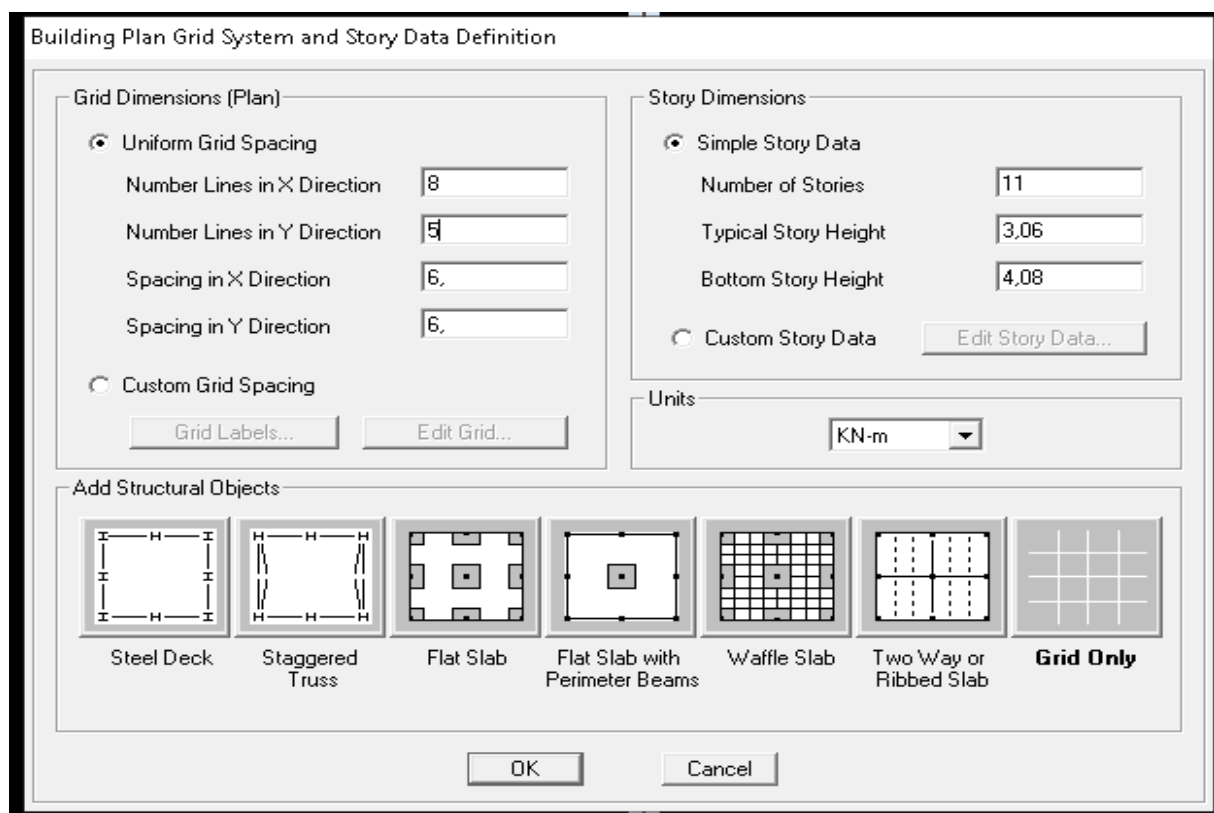 Building Plan Grid System and Story Data Definition
Grid Dimensions (Plan)
Uniform Grid Spacing
Number Lines in X Direction 8
Number Lines in Y Direction 5
Spacing in X Direction 6,
Spacing in Y Direction 6,
Custom Grid Spacing
Grid Labels... Edit Grid...
Story Dimensions
Simple Story Data
Number of Stories 11
Typical Story Height 3,06
Bottom Story Height 4,08
Custom Story Data Edit Story Data...
Units
KN-m
Add Structural Objects
Steel Deck
Staggered
Truss
Flat Slab
Flat Slab with
Perimeter Beams
Waffle Slab
Two Way or
Ribbed Slab
Grid Only
OK Cancel